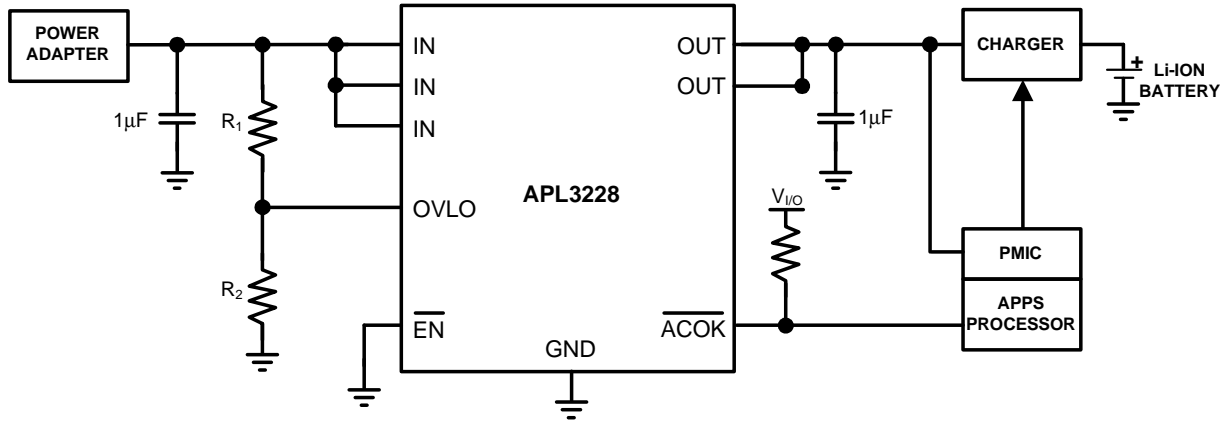 POWER
ADAPTER
1μF
R1
R2
IN
IN
IN
OVLO
EN
APL3228
GND
OUT
OUT
ACOK
1μF
VI/O
CHARGER
+
Li-ION
BATTERY
PMIC
APPS
PROCESSOR